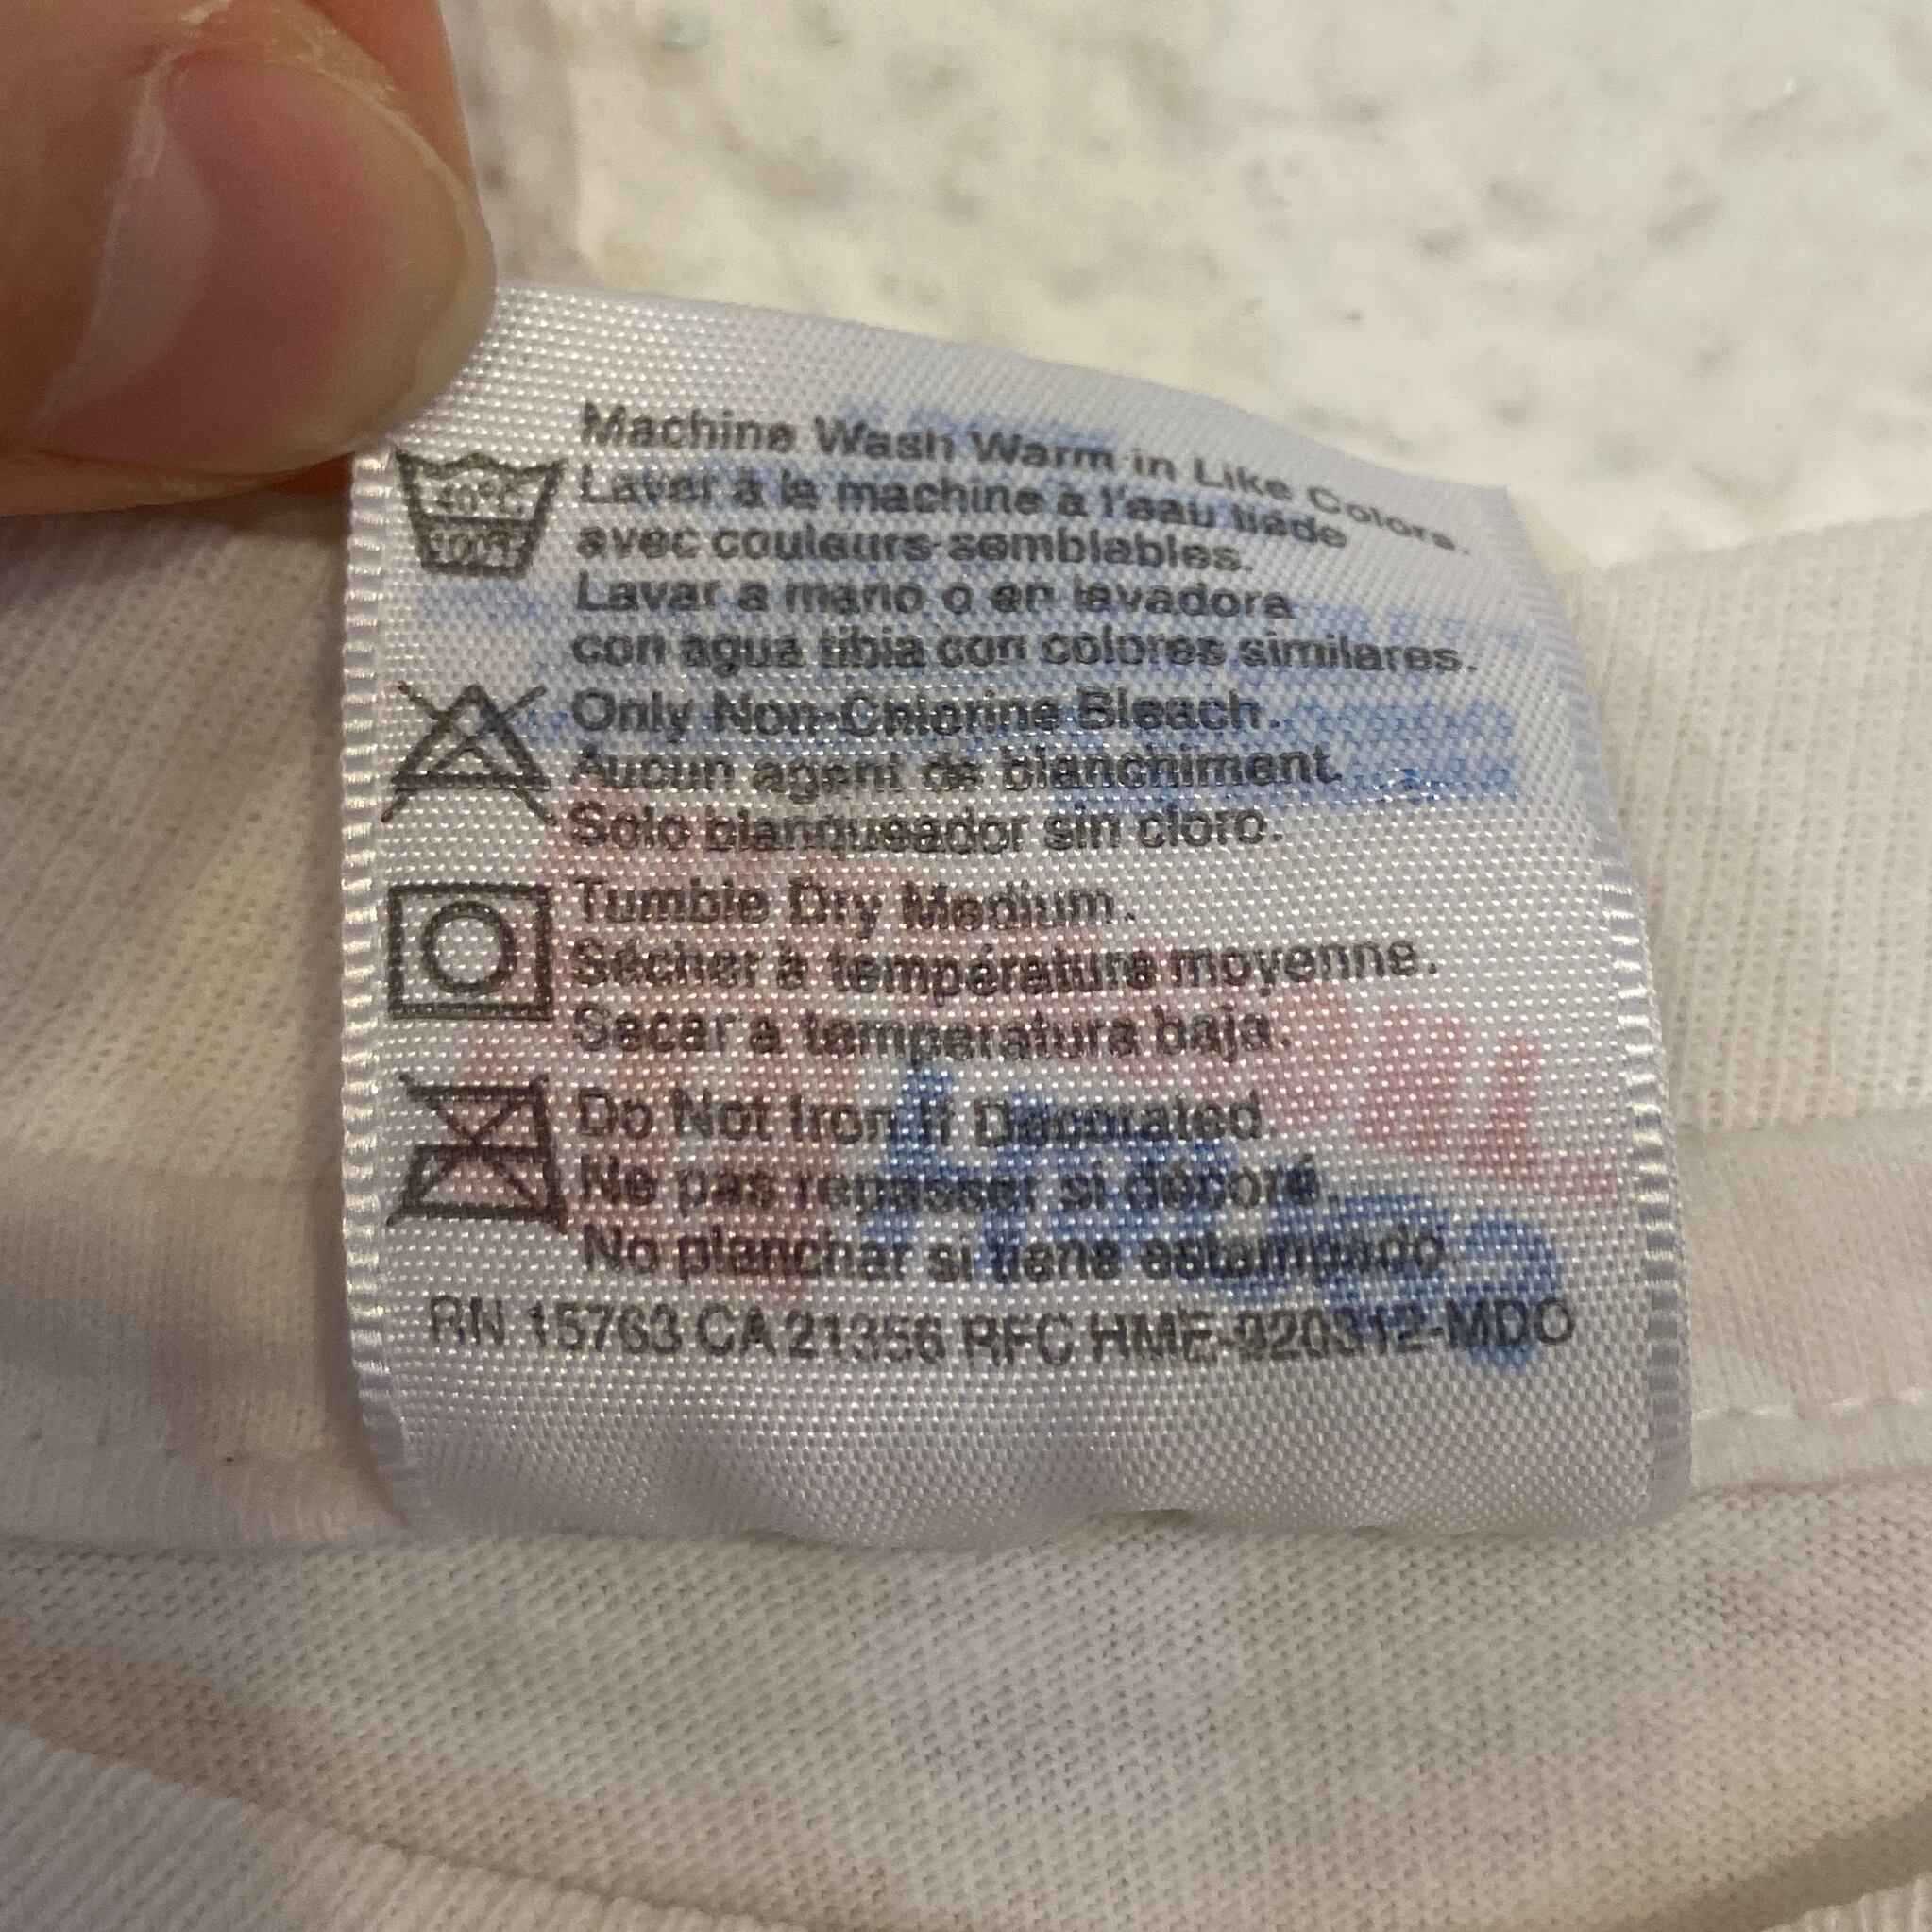 Machine Wash Warm in Like Colors.
40°C
Laver à la machine à l'eau tiède
100°F
avec couleurs semblables.
Lavar a mano o en lavadora
con agua tibia con colores similares.
Only Non-Chlorine Bleach.
Aucun agent de blanchiment.
Solo blanqueador sin cloro.
Tumble Dry Medium.
Sécher à température moyenne.
Secar a temperatura baja.
Do Not Iron If Decorated
Ne pas repasser si décoré.
No planchar si tiene estampado
RN 15763 CA 21356 RFC HME-920312-MDO